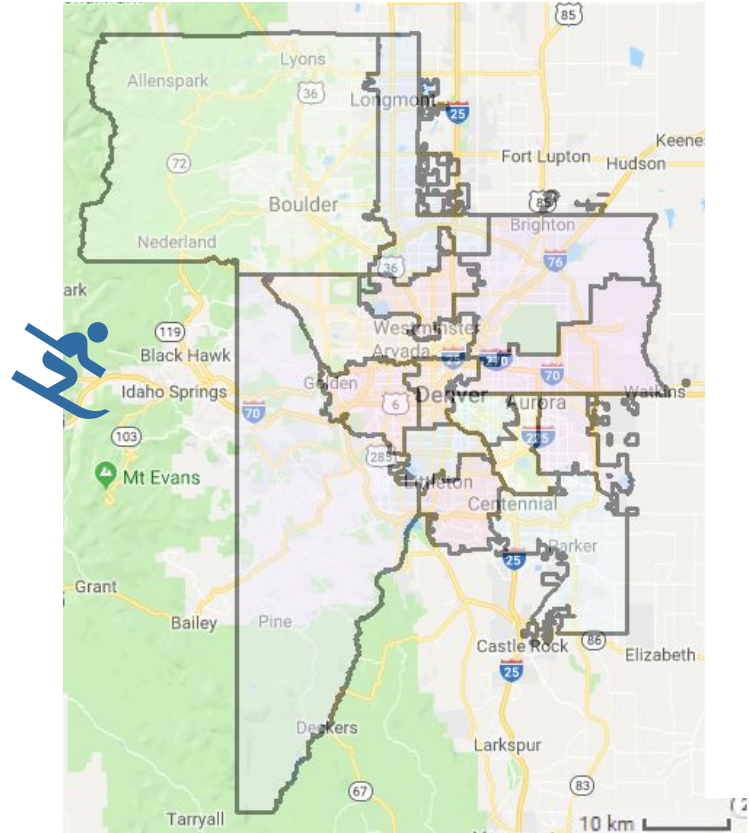 85
Lyons
Allenspark
36
Longmont
25
Keene
72
Fort Lupton
Hudson
85
Boulder
Brighton
Nederland
76
36
ark
119
Westminster
Black Hawk
Arvada
25
70
Golden
Idaho Springs
6
Denver
Aurora
Watkins
70
103
285
225
Mt Evans
Littleton
Centennial
25
Parker
Grant
Bailey
Pine
Castle Rock
86
Elizabeth
25
Deckers
Larkspur
67
83
Tarryall
10 km